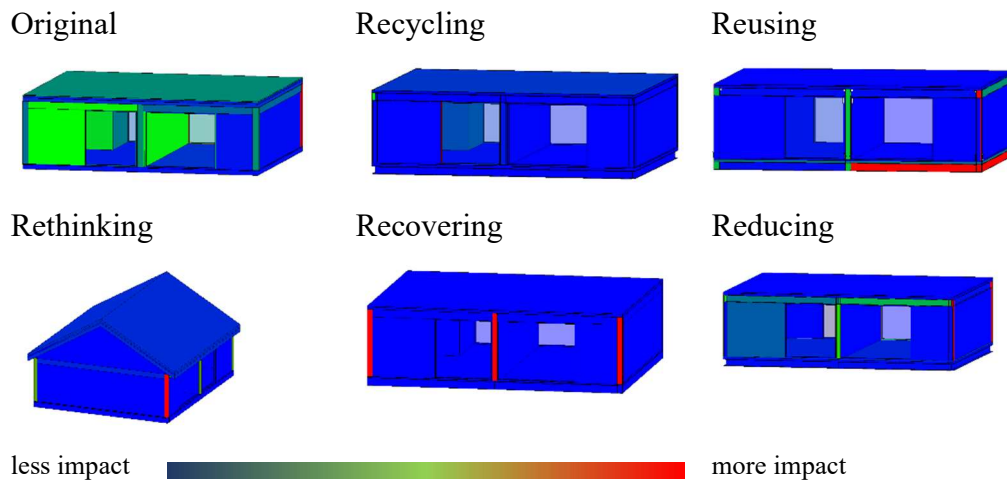 Original
Recycling
Reusing
Rethinking
Recovering
Reducing
less impact
more impact